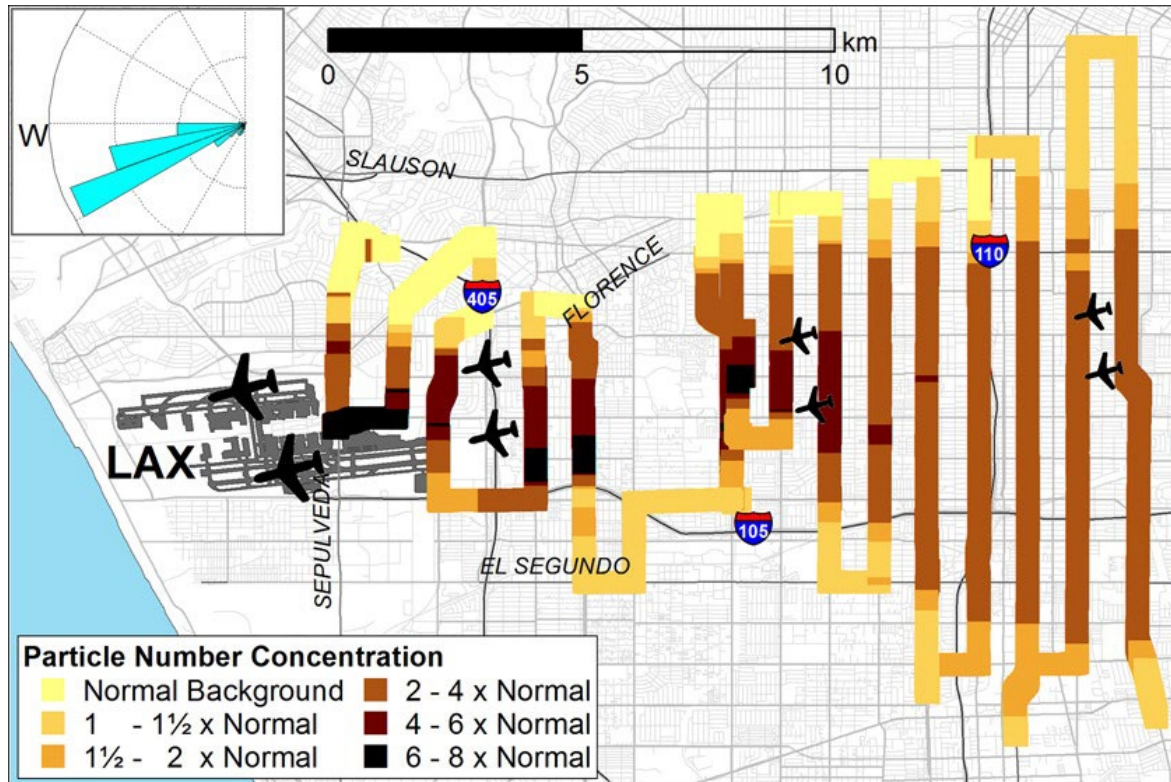 W
km
0 5 10
SLAUSON
FLORENCE
405
110
LAX
SEPULVEDA
105
EL SEGUNDO
Particle Number Concentration
Normal Background
1 - 1½ x Normal
1½ - 2 x Normal
2 - 4 x Normal
4 - 6 x Normal
6 - 8 x Normal